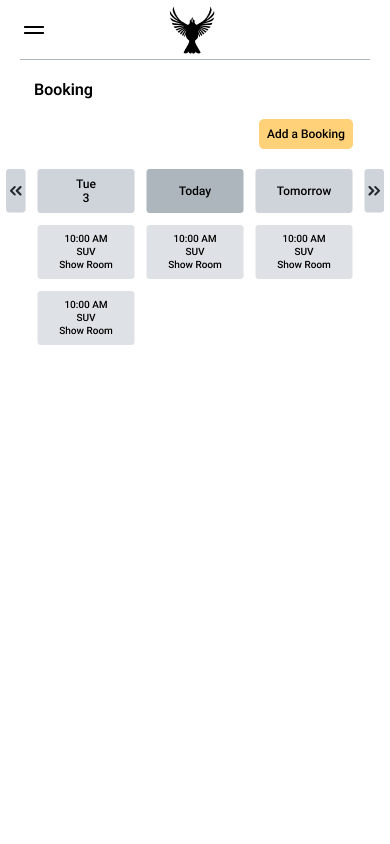 Booking
Add a Booking
Tue
3
Today
Tomorrow
10:00 AM
SUV
Show Room
10:00 AM
SUV
Show Room
10:00 AM
SUV
Show Room
10:00 AM
SUV
Show Room